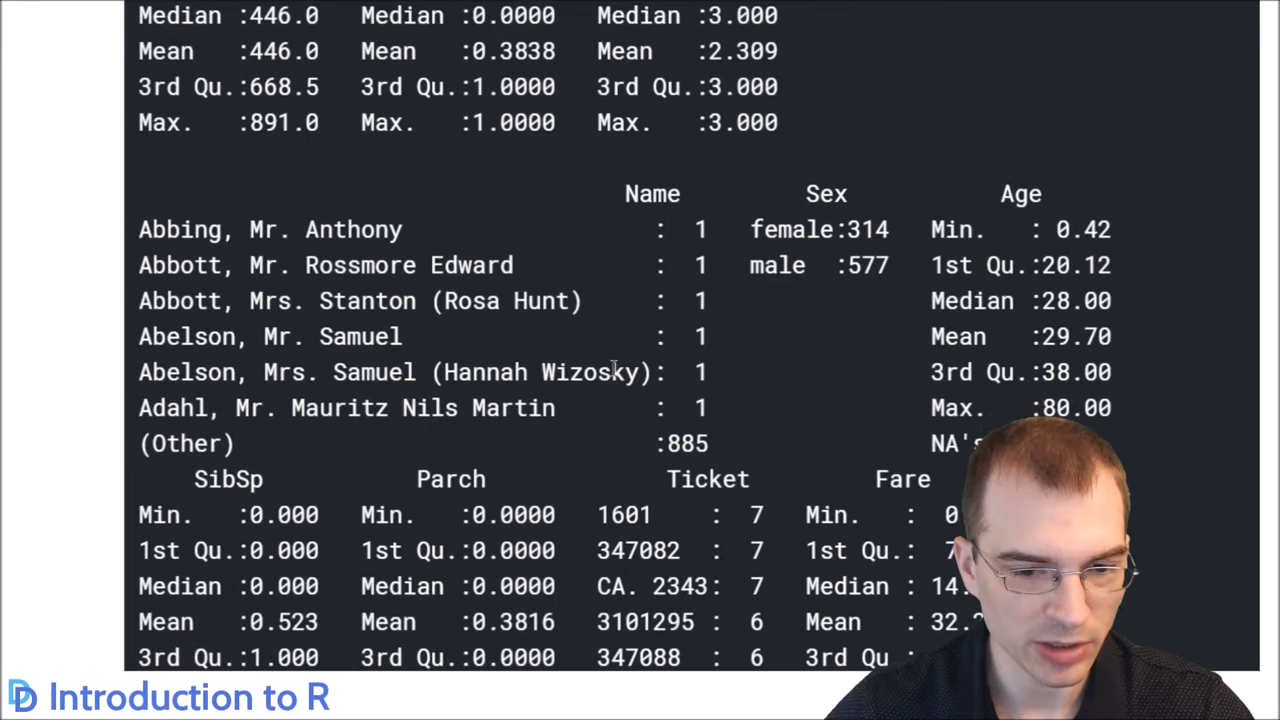 Median :446.0   Median :0.0000   Median :3.000
Mean   :446.0   Mean   :0.3838   Mean   :2.309
3rd Qu.:668.5   3rd Qu.:1.0000   3rd Qu.:3.000
Max.   :891.0   Max.   :1.0000   Max.   :3.000
Name         Sex           Age
Abbing, Mr. Anthony                   :  1   female:314   Min.   : 0.42
Abbott, Mr. Rossmore Edward           :  1   male  :577   1st Qu.:20.12
Abbott, Mrs. Stanton (Rosa Hunt)      :  1                Median :28.00
Abelson, Mr. Samuel                   :  1                Mean   :29.70
Abelson, Mrs. Samuel (Hannah Wizosky):  1                3rd Qu.:38.00
Adahl, Mr. Mauritz Nils Martin        :  1                Max.   :80.00
(Other)                               :885                NA's
SibSp           Parch             Ticket         Fare
Min.   :0.000   Min.   :0.0000   1601    :  7   Min.   :  0
1st Qu.:0.000   1st Qu.:0.0000   347082  :  7   1st Qu.:  7
Median :0.000   Median :0.0000   CA. 2343:  7   Median : 14.
Mean   :0.523   Mean   :0.3816   3101295 :  6   Mean   : 32.
3rd Qu.:1.000   3rd Qu.:0.0000   347088  :  6   3rd Qu
Introduction to R